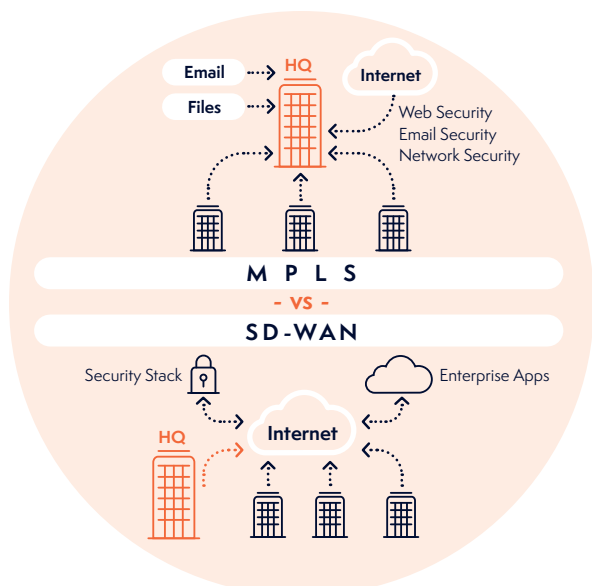 Email
HQ
Internet
Files
Web Security
Email Security
Network Security
MPLS
- vs -
SD-WAN
Security Stack
Enterprise Apps
HQ
Internet